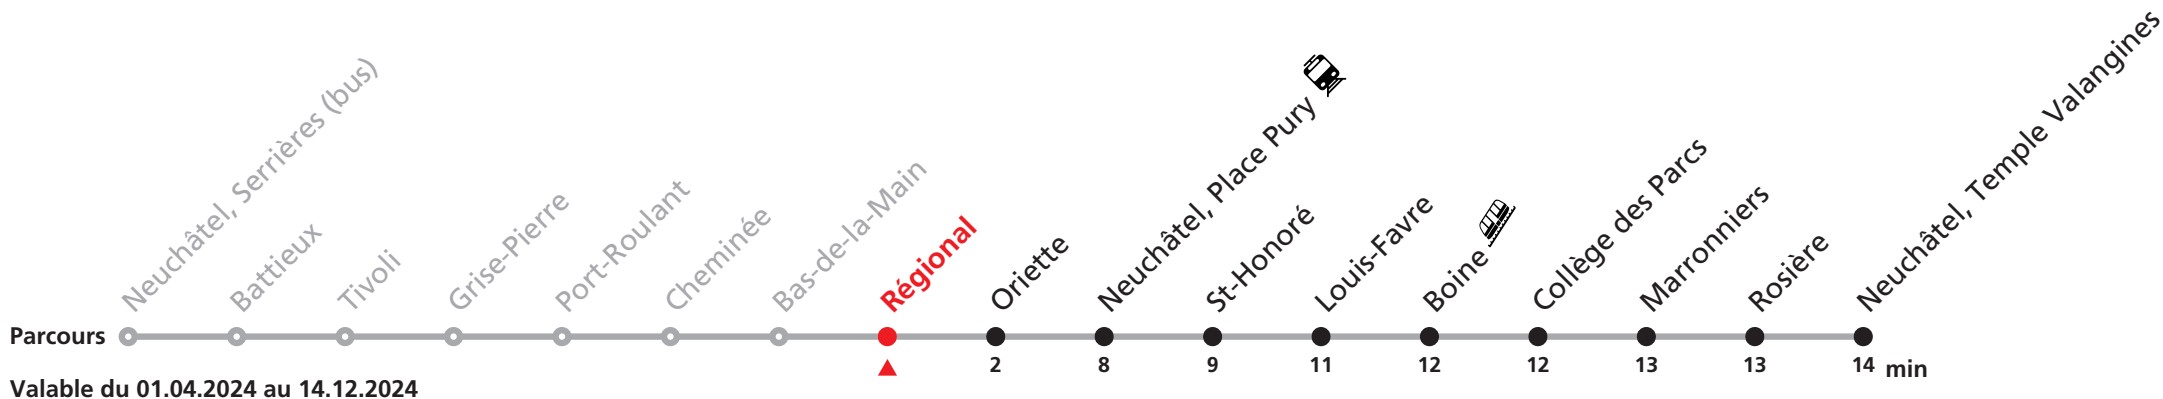 Neuchâtel, Serrières (bus)
Battieux
Tivoli
Grise-Pierre
Port-Roulant
Cheminée
Bas-de-la-Main
Régional
Oriette
Neuchâtel, Place Pury
St-Honoré
Louis-Favre
Boine
Collège des Parcs
Marronniers
Rosière
Neuchâtel, Temple Valangines
Parcours
2 8 9 11 12 12 13 13 14 min
Valable du 01.04.2024 au 14.12.2024